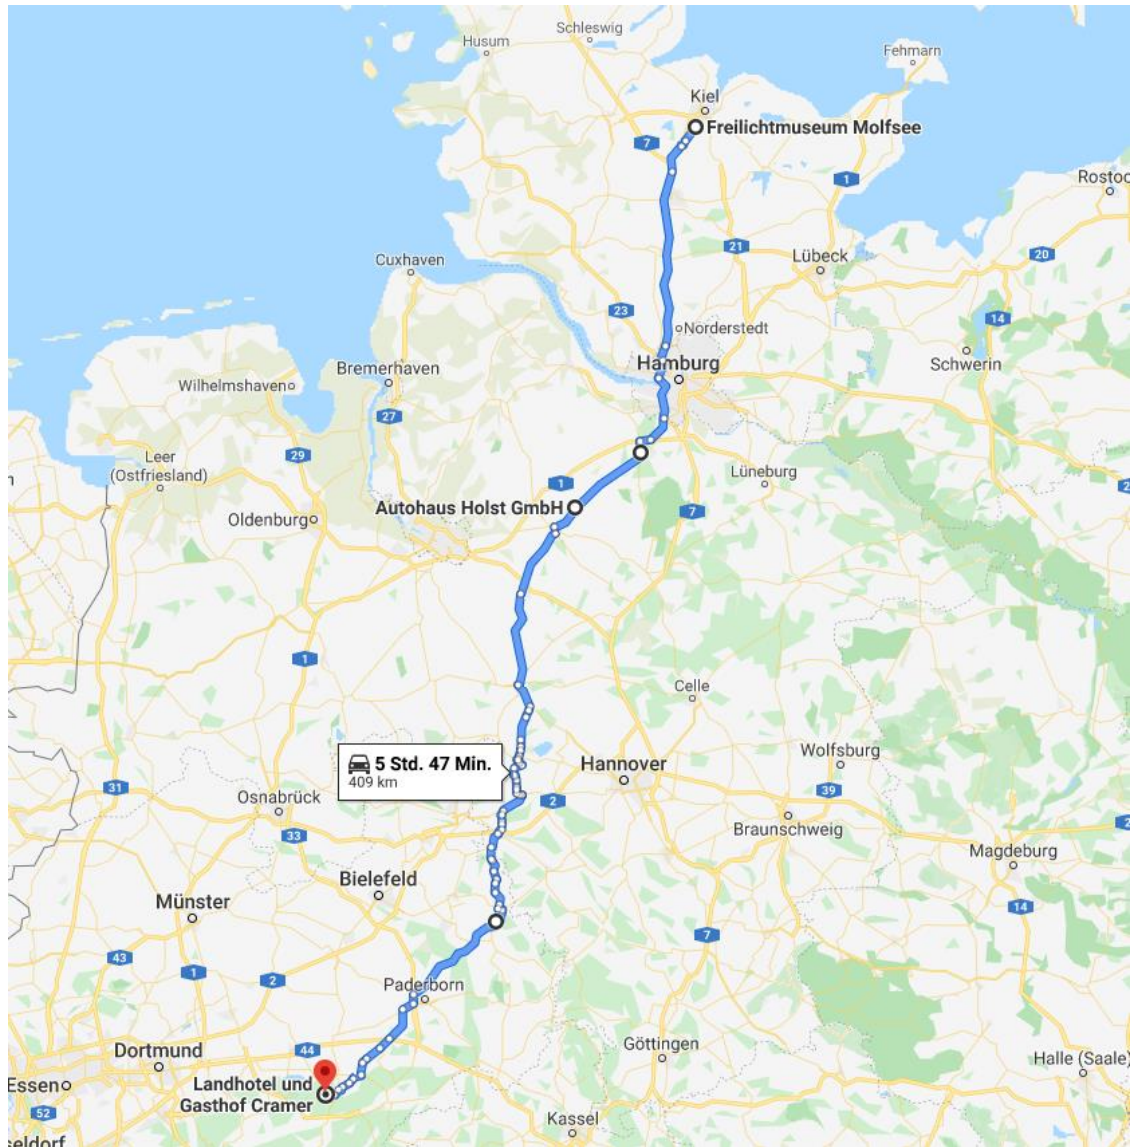 Schleswig
Husum
Fehmarn
Kiel
Freilichtmuseum Molfsee
7
1
Rostoc
21
Lübeck
20
Cuxhaven
23
14
Norderstedt
Schwerin
Hamburg
Bremerhaven
Wilhelmshaven
27
29
Leer
(Ostfriesland)
Lüneburg
1
2
Autohaus Holst GmbH
7
Oldenburg
1
Celle
Wolfsburg
5 Std. 47 Min.
409 km
Hannover
31
Osnabrück
2
39
33
Braunschweig
2
Magdeburg
Bielefeld
Münster
14
7
43
1
2
Paderborn
Dortmund
44
Göttingen
Halle (Saale)
Essen
Landhotel und
Gasthof Cramer
52
Kassel
seldorf